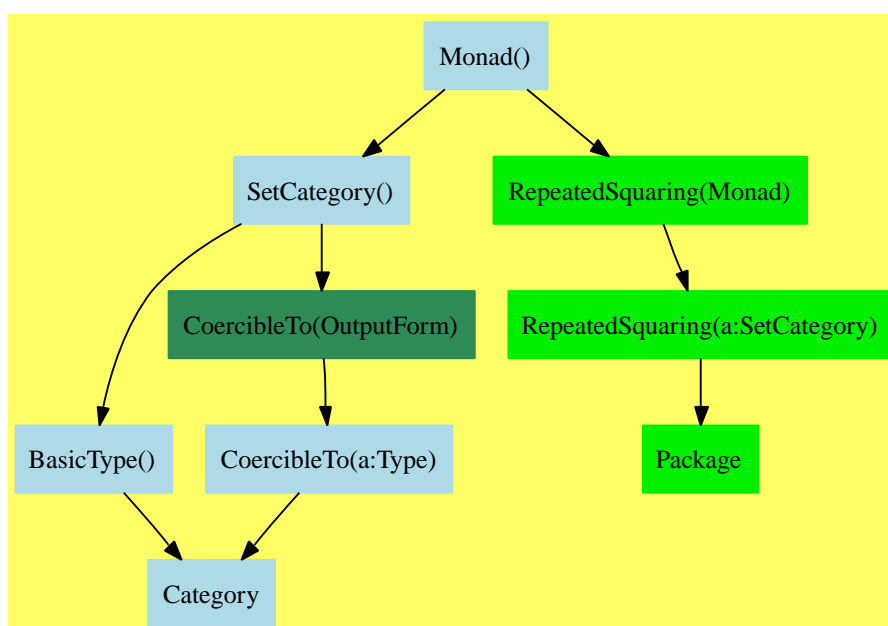 Monad()
SetCategory()
RepeatedSquaring(Monad)
CoercibleTo(OutputForm)
RepeatedSquaring(a:SetCategory)
BasicType()
CoercibleTo(a:Type)
Package
Category